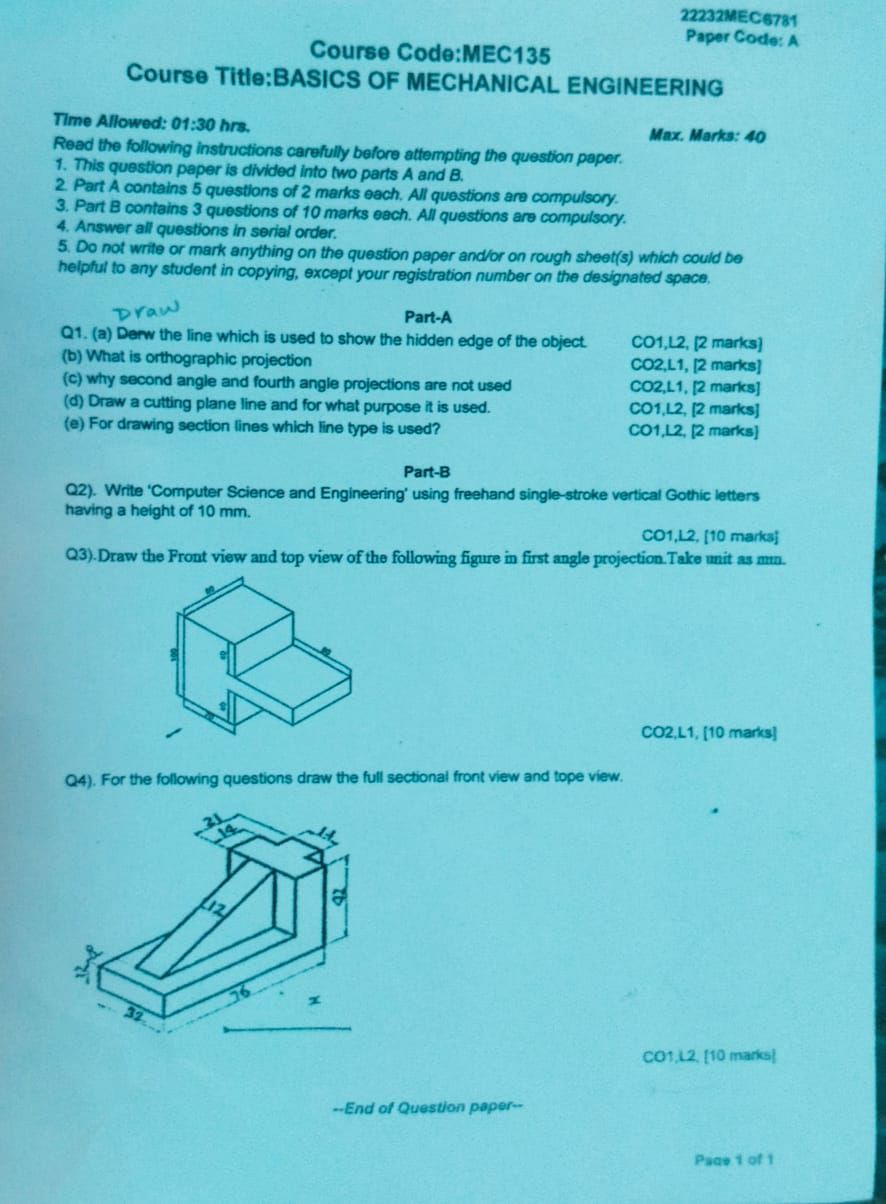 22232MEC6781
Paper Code: A
Course Code:MEC135
Course Title:BASICS OF MECHANICAL ENGINEERING
Time Allowed: 01:30 hrs.
Max. Marks: 40
Read the following instructions carefully before attempting the question paper.
1. This question paper is divided into two parts A and B.
2. Part A contains 5 questions of 2 marks each. All questions are compulsory.
3. Part B contains 3 questions of 10 marks each. All questions are compulsory.
4. Answer all questions in serial order.
5. Do not write or mark anything on the question paper and/or on rough sheet(s) which could be
helpful to any student in copying, except your registration number on the designated space.
Draw
Part-A
Q1. (a) Derw the line which is used to show the hidden edge of the object. CO1,L2, [2 marks]
(b) What is orthographic projection CO2,L1, [2 marks]
(c) why second angle and fourth angle projections are not used CO2,L1, [2 marks]
(d) Draw a cutting plane line and for what purpose it is used. CO1,L2, [2 marks]
(e) For drawing section lines which line type is used? CO1,L2, [2 marks]
Part-B
Q2). Write 'Computer Science and Engineering' using freehand single-stroke vertical Gothic letters
having a height of 10 mm.
CO1,L2, [10 marks]
Q3).Draw the Front view and top view of the following figure in first angle projection.Take unit as mm.
100
CO2,L1, [10 marks]
Q4). For the following questions draw the full sectional front view and tope view.
21
14
14
12
42
12
76
32
x
CO1,L2, [10 marks]
--End of Question paper--
Page 1 of 1